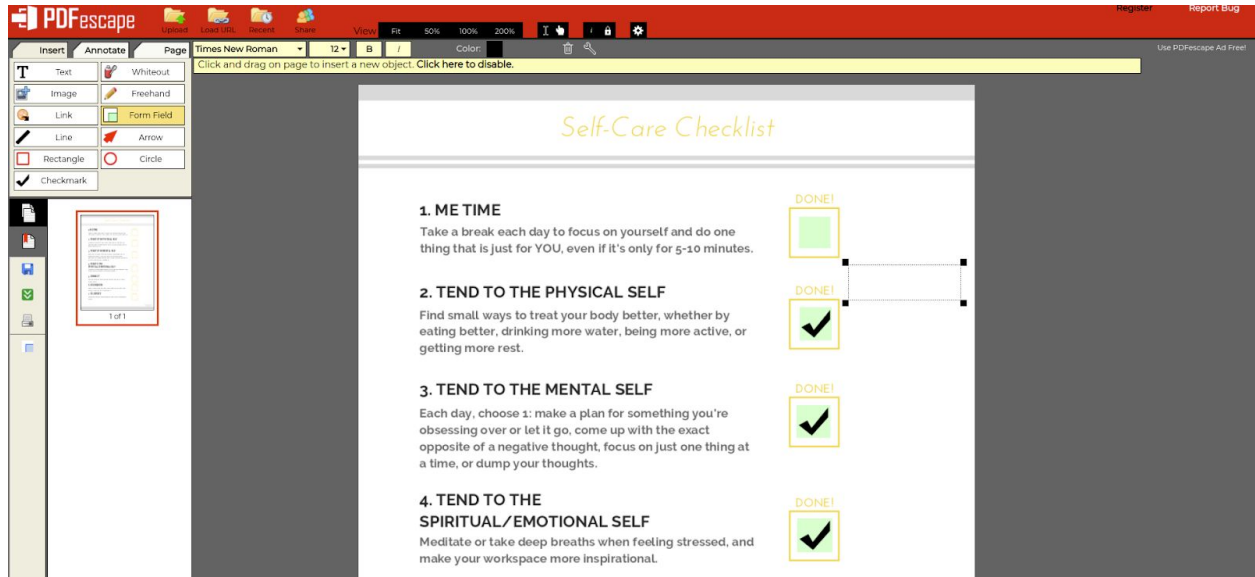 PDFescape
Upload
Load URL
Recent
Share
View
Fit
50%
100%
200%
Register
Report Bug
Insert
Annotate
Page
Times New Roman
12
B
I
Color:
Use PDFescape Ad Free!
Click and drag on page to insert a new object. Click here to disable.
T Text
Whiteout
Image
Freehand
Link
Form Field
Line
Arrow
Rectangle
Circle
Checkmark
1 of 1
Self-Care Checklist
DONE!
1. ME TIME
Take a break each day to focus on yourself and do one
thing that is just for YOU, even if it's only for 5-10 minutes.
DONE!
2. TEND TO THE PHYSICAL SELF
Find small ways to treat your body better, whether by
eating better, drinking more water, being more active, or
getting more rest.
DONE!
3. TEND TO THE MENTAL SELF
Each day, choose 1: make a plan for something you're
obsessing over or let it go, come up with the exact
opposite of a negative thought, focus on just one thing at
a time, or dump your thoughts.
DONE!
4. TEND TO THE
SPIRITUAL/EMOTIONAL SELF
Meditate or take deep breaths when feeling stressed, and
make your workspace more inspirational.